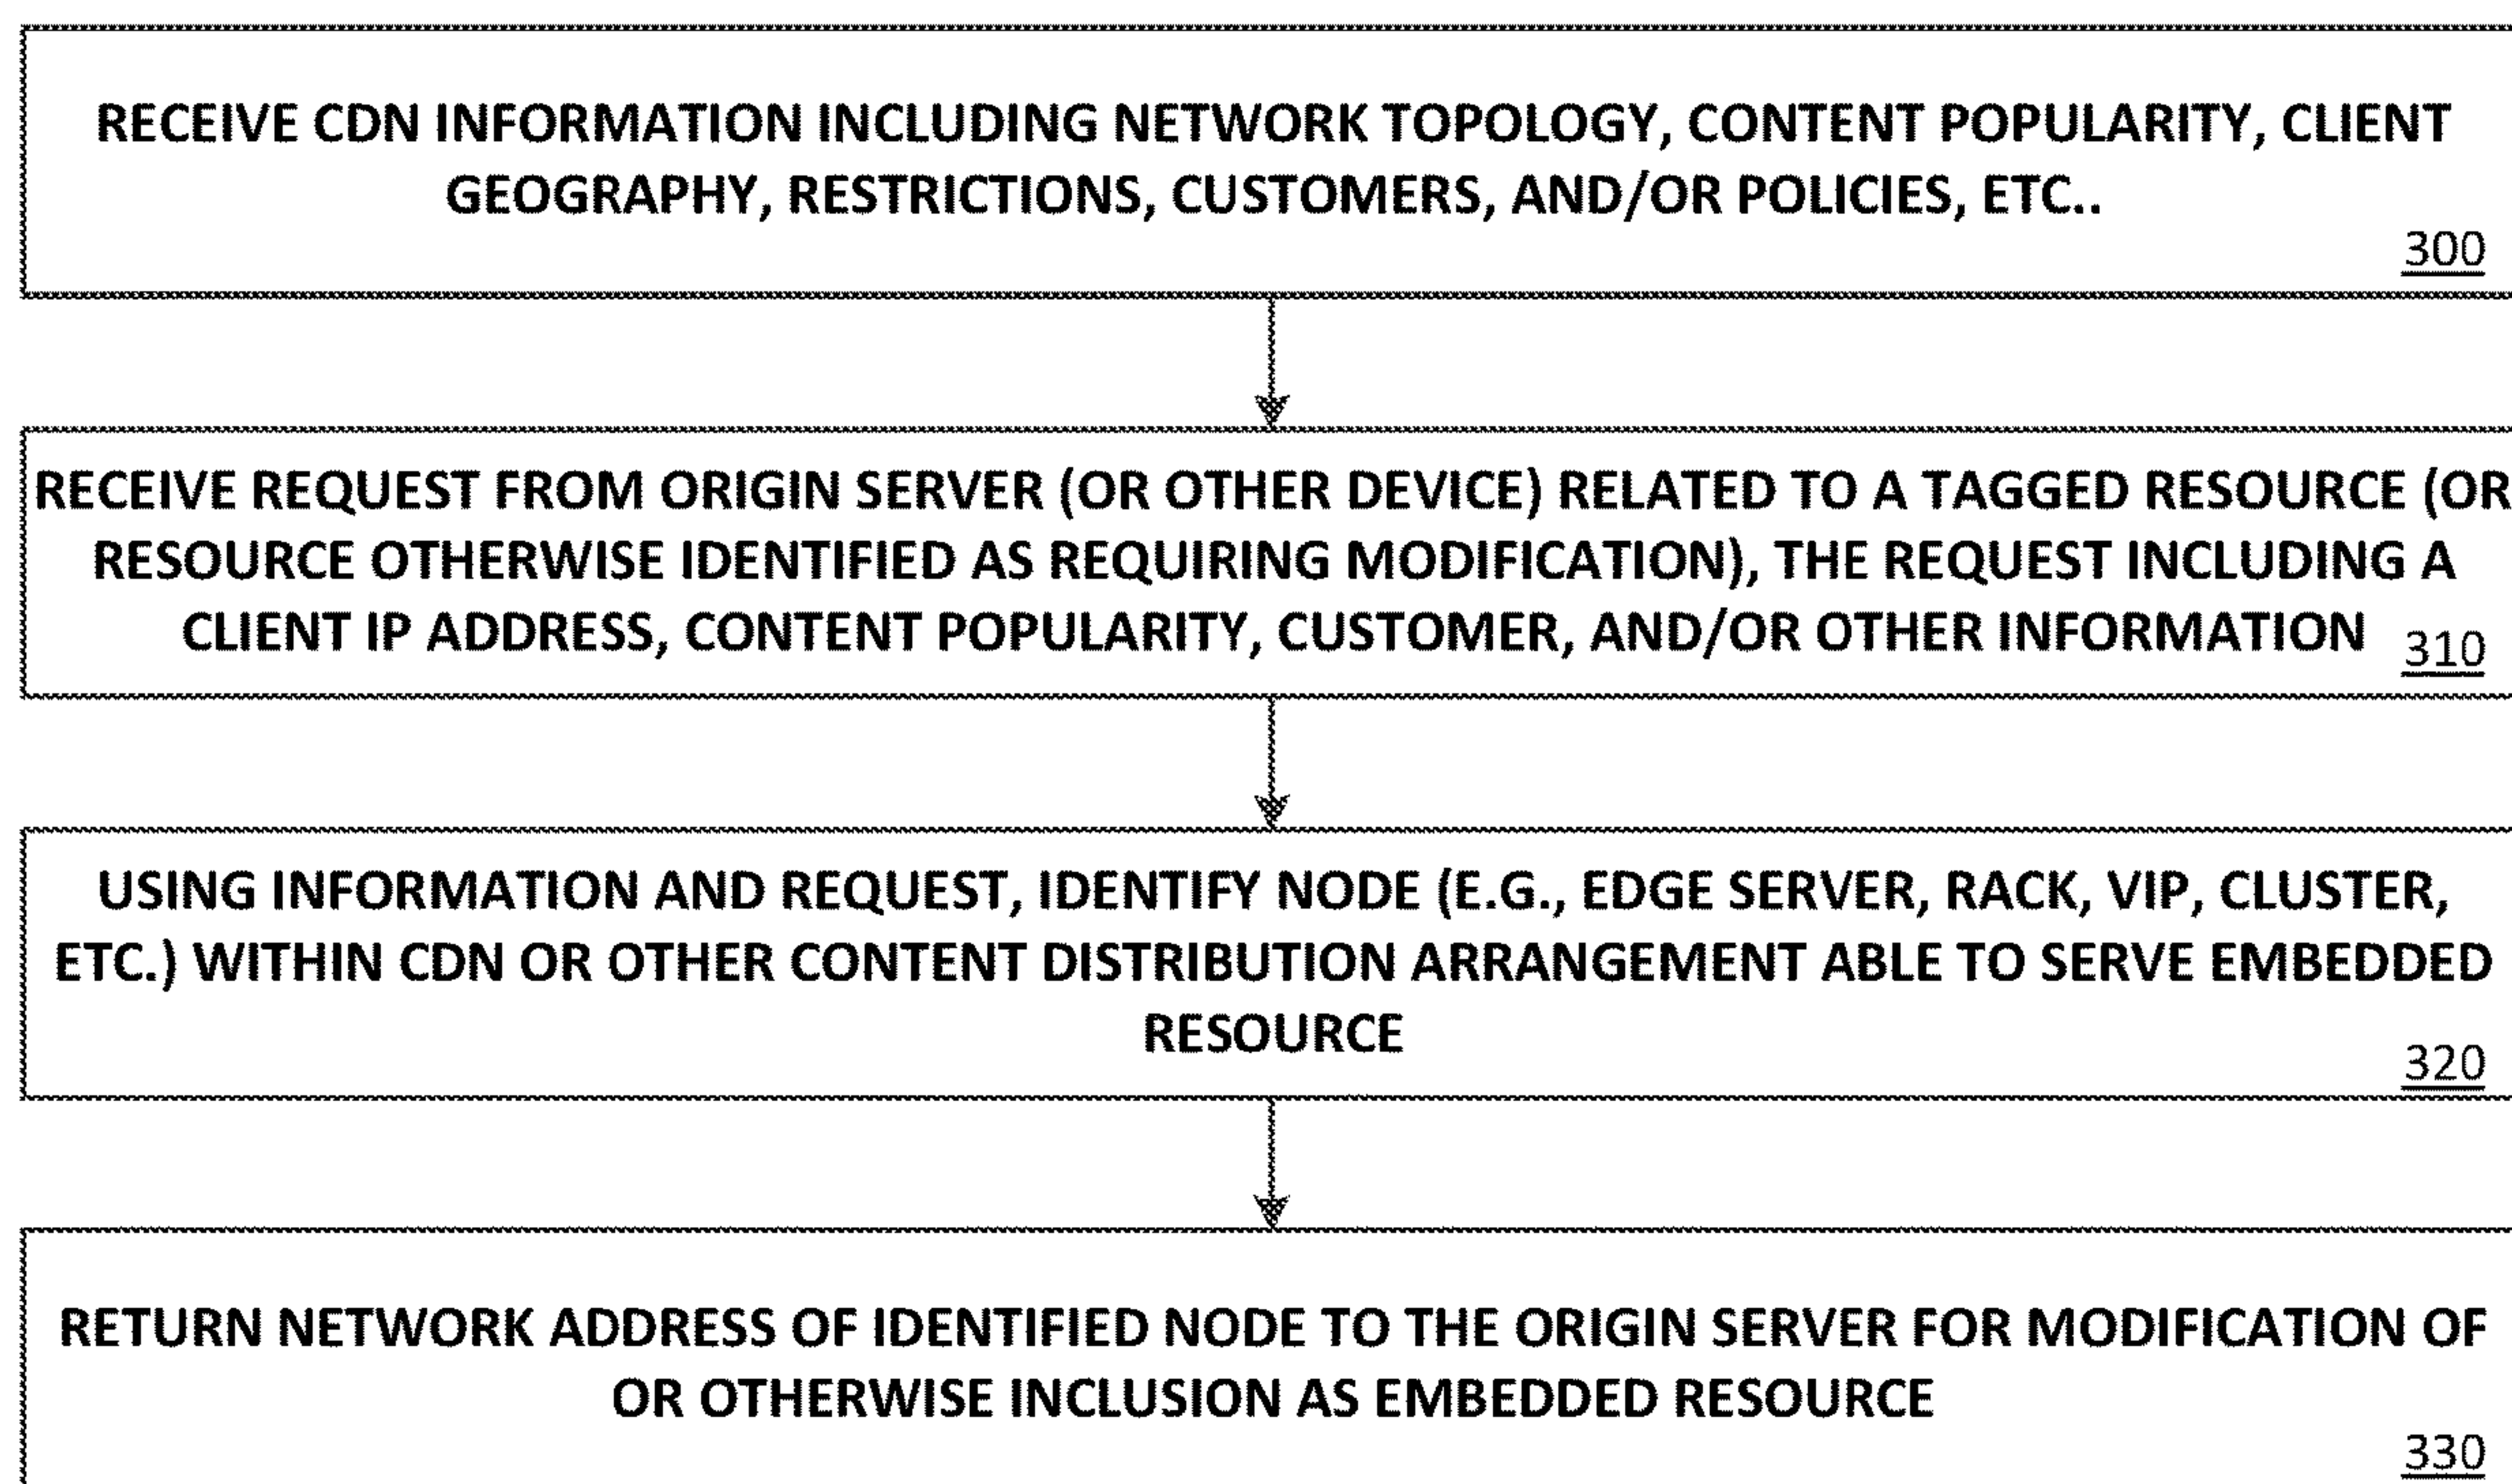 RECEIVE CDN INFORMATION INCLUDING NETWORK TOPOLOGY, CONTENT POPULARITY, CLIENT
GEOGRAPHY, RESTRICTIONS, CUSTOMERS, AND/OR POLICIES, ETC..
300
RECEIVE REQUEST FROM ORIGIN SERVER (OR OTHER DEVICE) RELATED TO A TAGGED RESOURCE (OR
RESOURCE OTHERWISE IDENTIFIED AS REQUIRING MODIFICATION), THE REQUEST INCLUDING A
CLIENT IP ADDRESS, CONTENT POPULARITY, CUSTOMER, AND/OR OTHER INFORMATION
310
USING INFORMATION AND REQUEST, IDENTIFY NODE (E.G., EDGE SERVER, RACK, VIP, CLUSTER,
ETC.) WITHIN CDN OR OTHER CONTENT DISTRIBUTION ARRANGEMENT ABLE TO SERVE EMBEDDED
RESOURCE
320
RETURN NETWORK ADDRESS OF IDENTIFIED NODE TO THE ORIGIN SERVER FOR MODIFICATION OF
OR OTHERWISE INCLUSION AS EMBEDDED RESOURCE
330